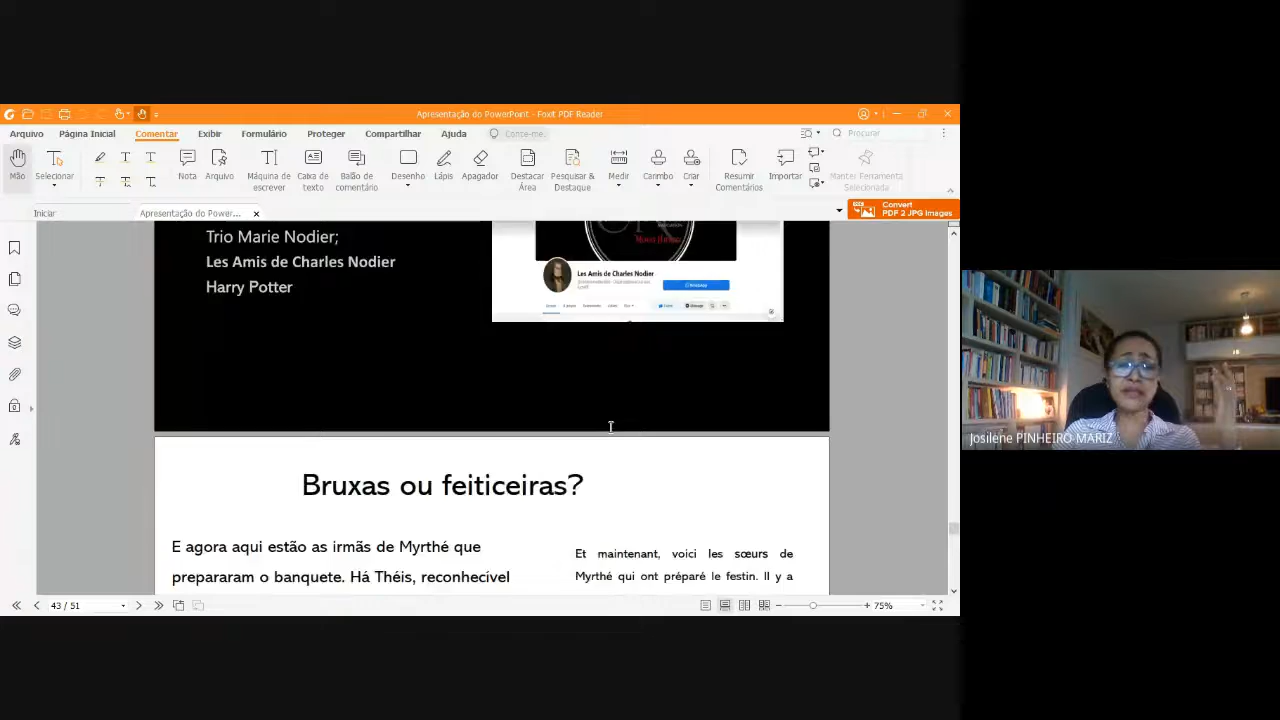 Apresentação do PowerPoint - Foxit PDF Reader
Arquivo Página Inicial Comentar Exibir Formulário Proteger Compartilhar Ajuda Conte-me. Procurar
Mão Selecionar Nota Arquivo Máquina de escrever Caixa de texto Balão de comentário Desenho Lápis Apagador Destacar Área Pesquisar & Destaque Medir Carimbo Criar Resumir Comentários Importar Manter Ferramenta Selecionada
Iniciar Apresentação do Power... Convert PDF 2 JPG Images
Trio Marie Nodier;
Les Amis de Charles Nodier
Harry Potter
Les Amis de Charles Nodier
Bruxas ou feiticeiras?
E agora aqui estão as irmãs de Myrthé que
prepararam o banquete. Há Théis, reconhecível
Et maintenant, voici les sœurs de
Myrthé qui ont préparé le festin. Il y a
43 / 51 75%
Josilene PINHEIRO MARIZ